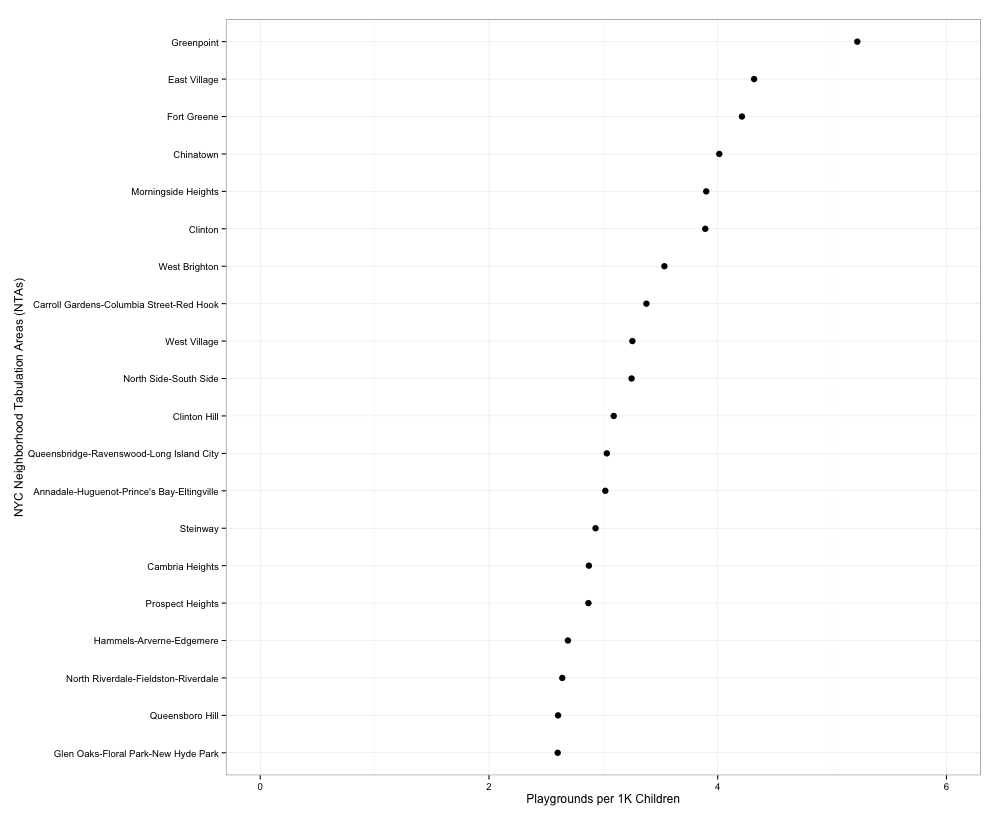 Greenpoint
East Village
Fort Greene
Chinatown
Morningside Heights
Clinton
West Brighton
Carroll Gardens-Columbia Street-Red Hook
West Village
North Side-South Side
Clinton Hill
Queensbridge-Ravenswood-Long Island City
Annadale-Huguenot-Prince's Bay-Eltingville
Steinway
Cambria Heights
Prospect Heights
Hammels-Arverne-Edgemere
North Riverdale-Fieldston-Riverdale
Queensboro Hill
Glen Oaks-Floral Park-New Hyde Park
NYC Neighborhood Tabulation Areas (NTAs)
0 2 4 6
Playgrounds per 1K Children